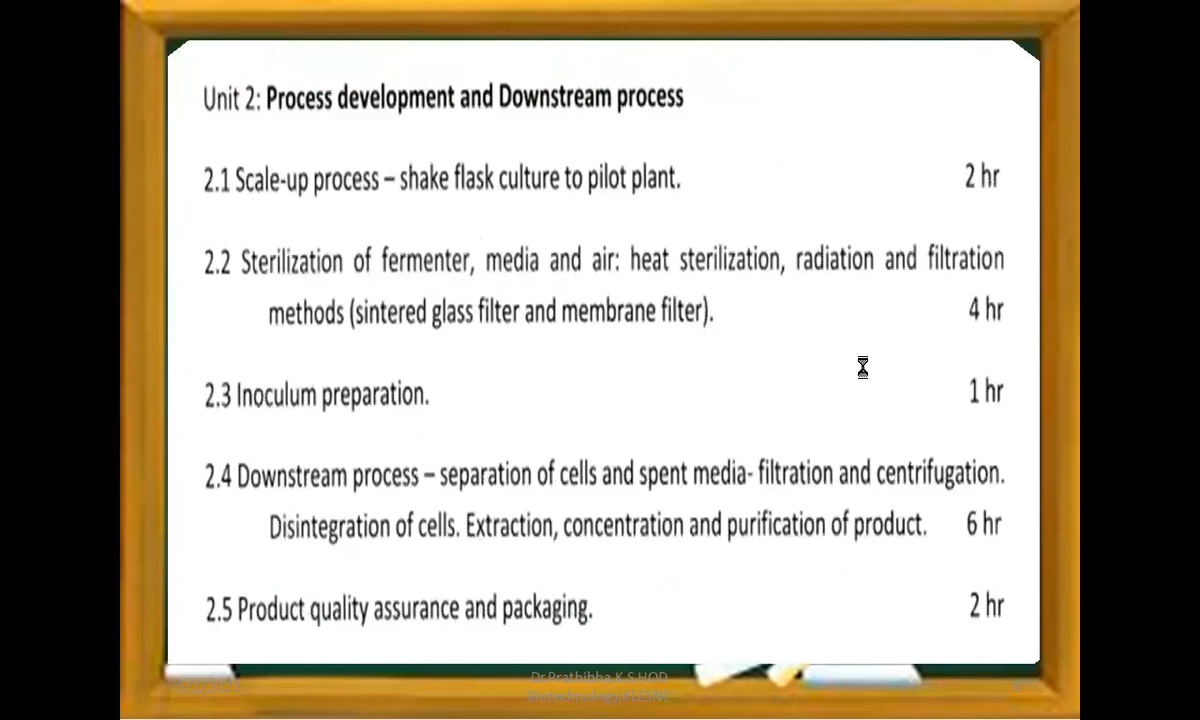 Unit 2: Process development and Downstream process
2.1 Scale-up process – shake flask culture to pilot plant. 2 hr
2.2 Sterilization of fermenter, media and air: heat sterilization, radiation and filtration
methods (sintered glass filter and membrane filter). 4 hr
2.3 Inoculum preparation. 1 hr
2.4 Downstream process – separation of cells and spent media- filtration and centrifugation.
Disintegration of cells. Extraction, concentration and purification of product. 6 hr
2.5 Product quality assurance and packaging. 2 hr
Dr.Prathibha K S HOD